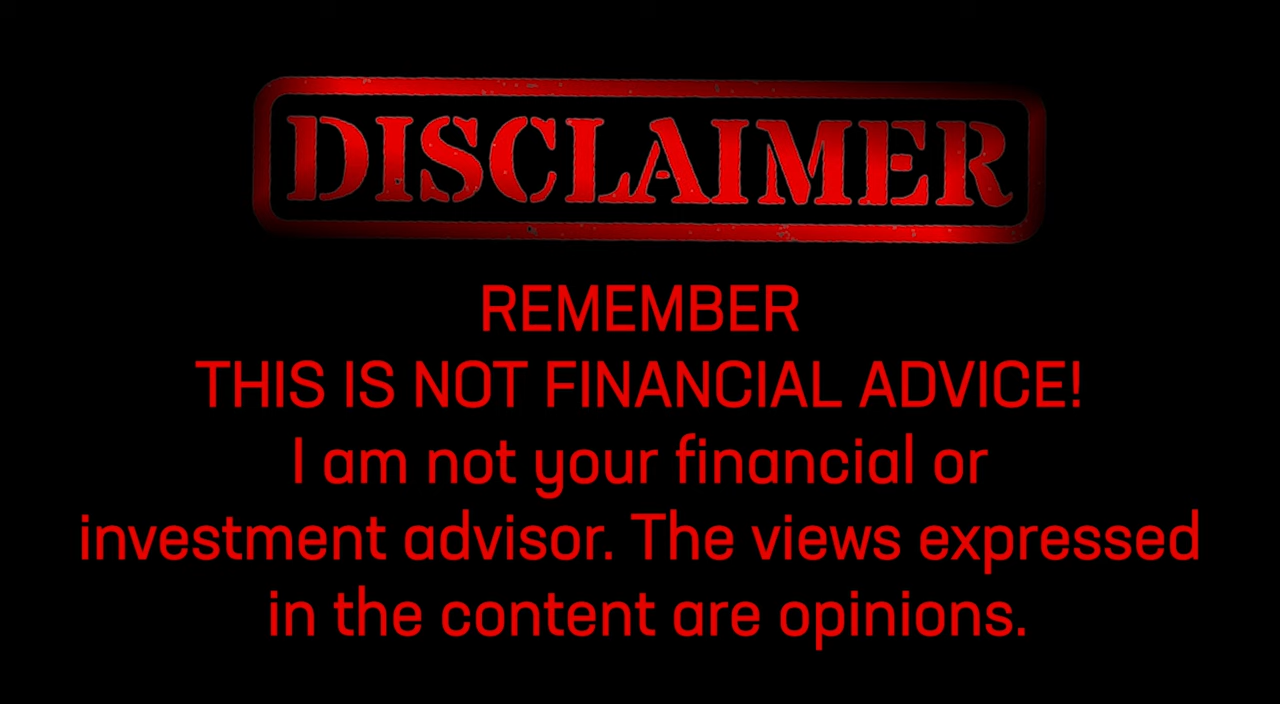 DISCLAIMER
REMEMBER
THIS IS NOT FINANCIAL ADVICE!
I am not your financial or
investment advisor. The views expressed
in the content are opinions.